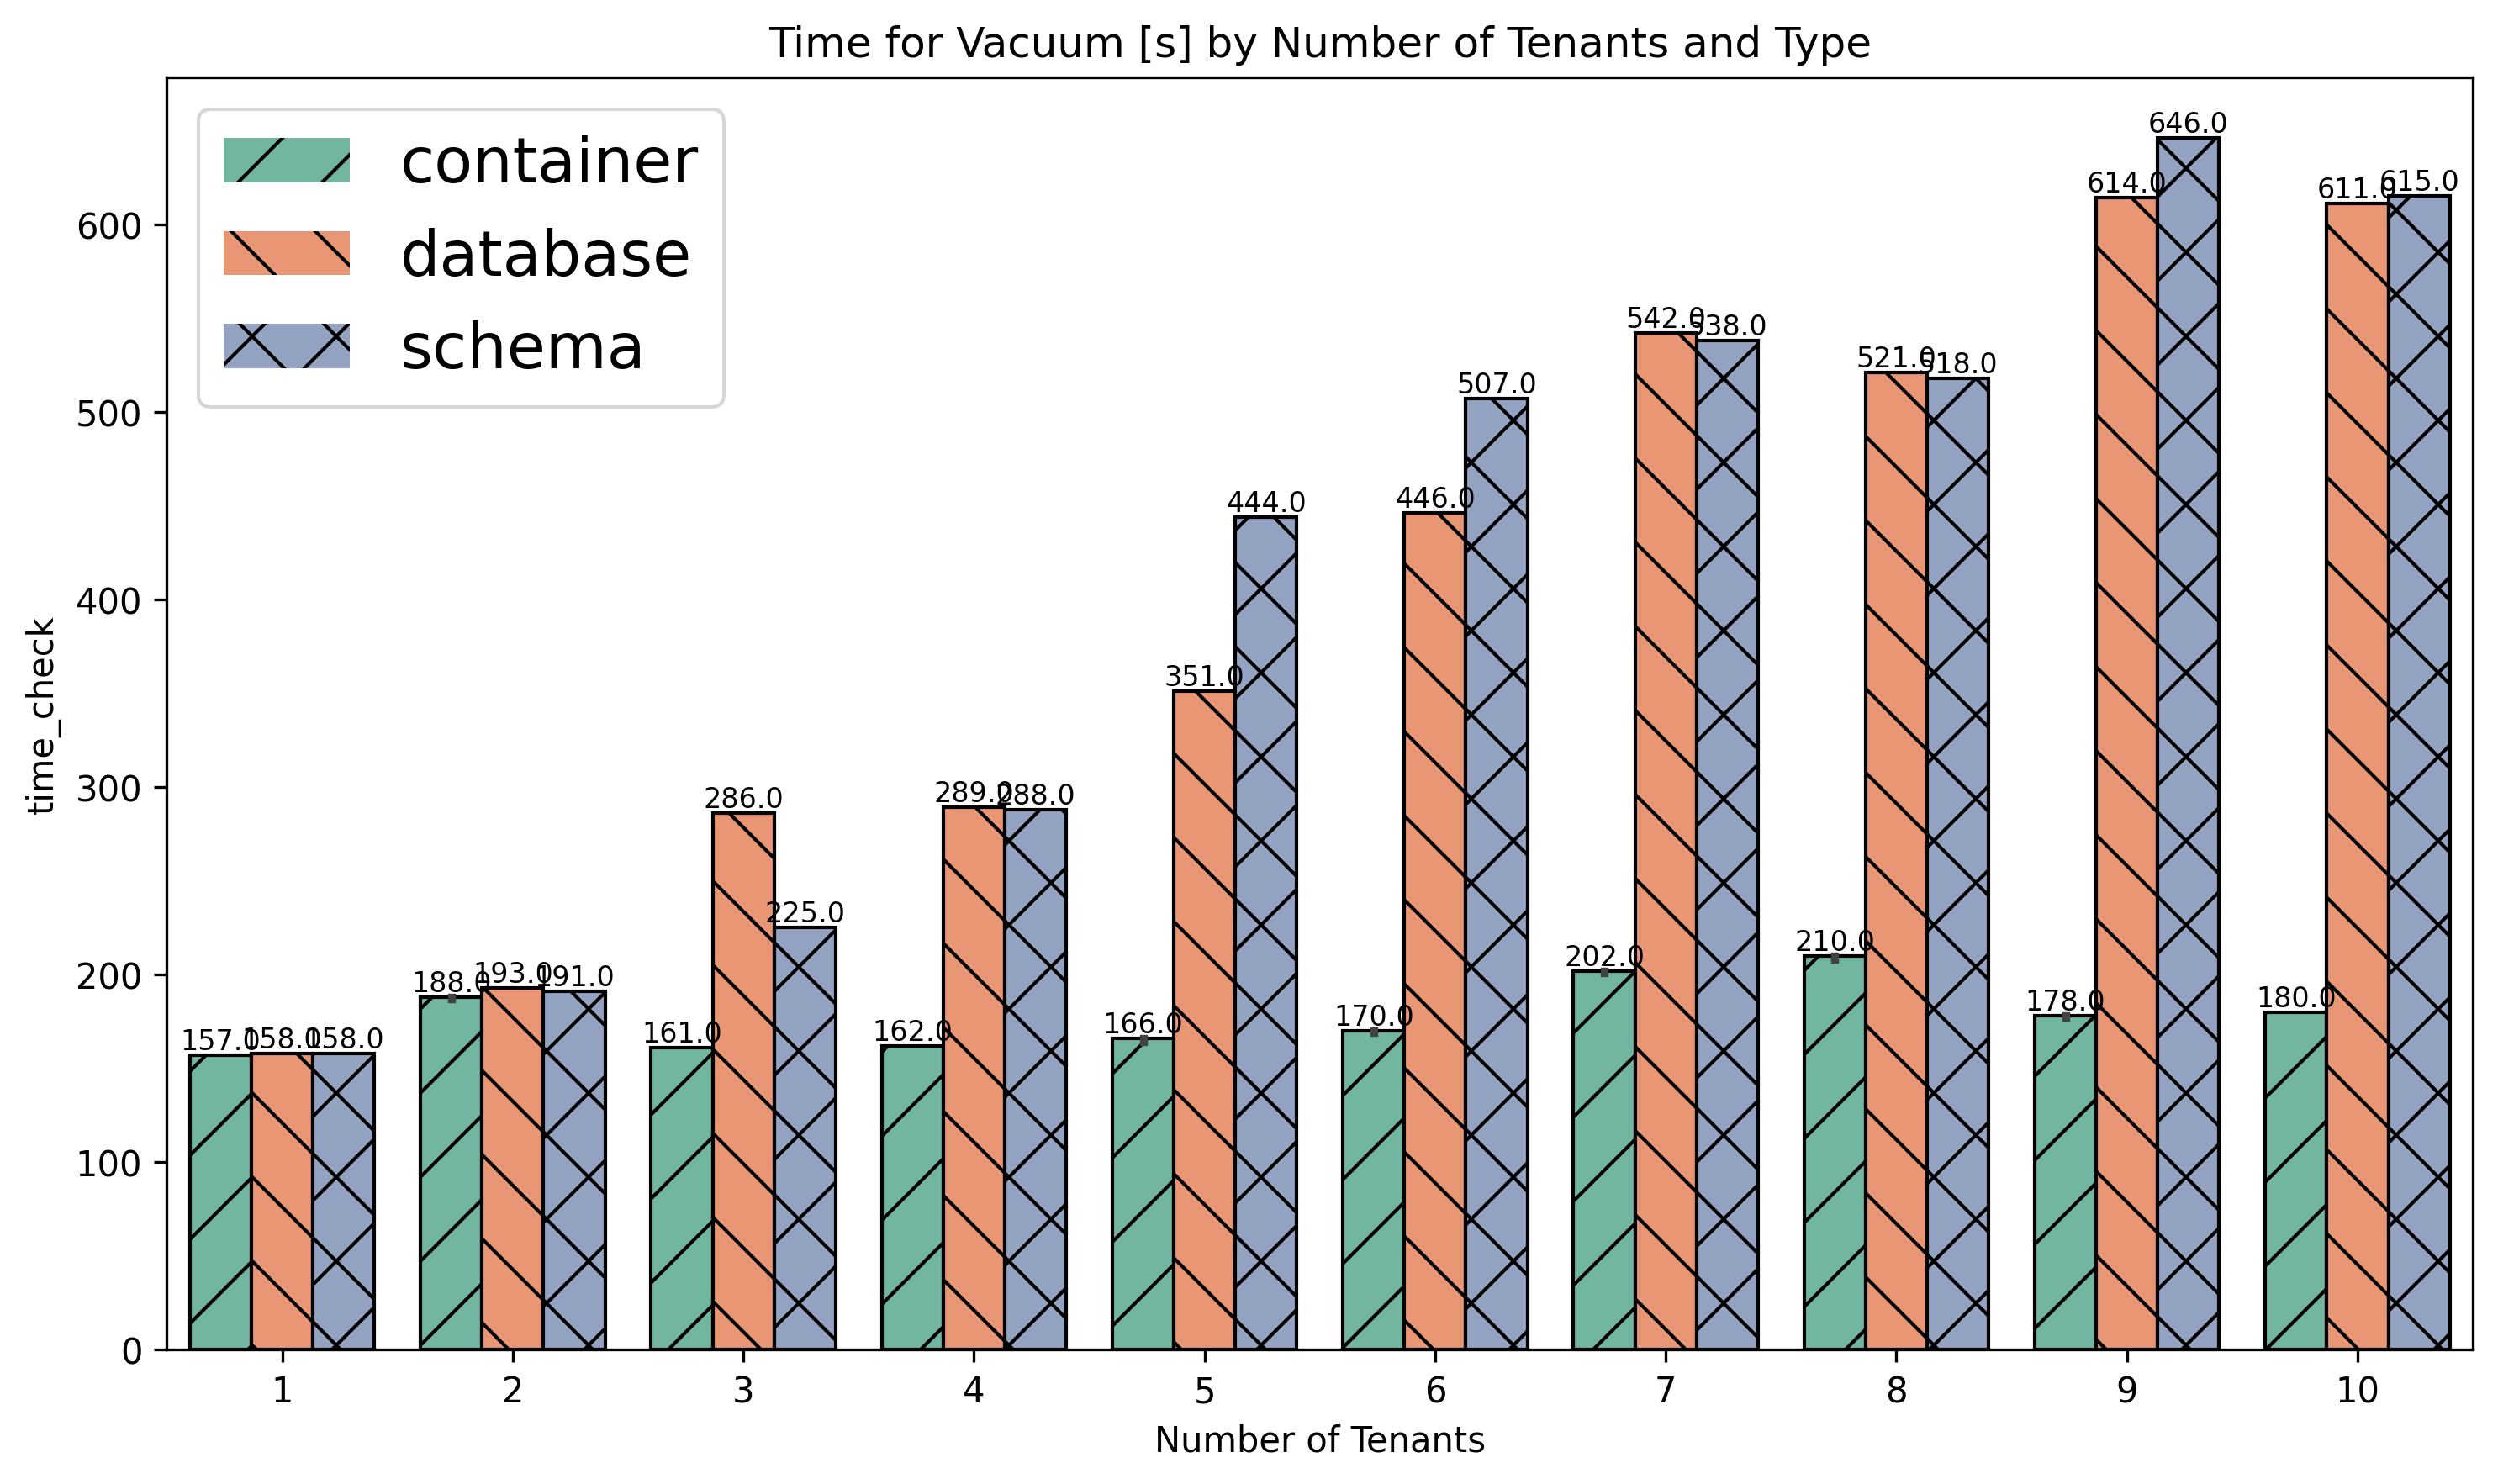 Time for Vacuum [s] by Number of Tenants and Type
container
database
schema
time_check
600
500
400
300
200
100
0
157.0 158.0 158.0
188.0 193.0 191.0
161.0 286.0 225.0
162.0 289.0 288.0
166.0 351.0 444.0
170.0 446.0 507.0
202.0 542.0 538.0
210.0 521.0 518.0
178.0 614.0 646.0
180.0 611.0 615.0
1 2 3 4 5 6 7 8 9 10
Number of Tenants